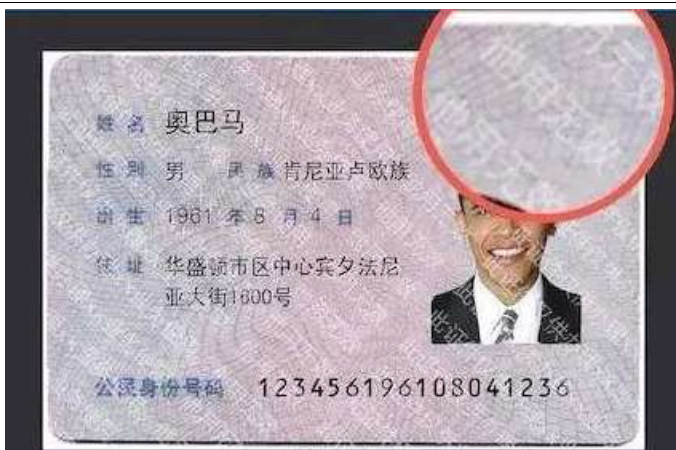 姓名 奥巴马
性别 男 民族 肯尼亚卢欧族
出生 1961 年 8 月 4 日
住址 华盛顿市区中心宾夕法尼
亚大街1600号
公民身份号码 123456196108041236